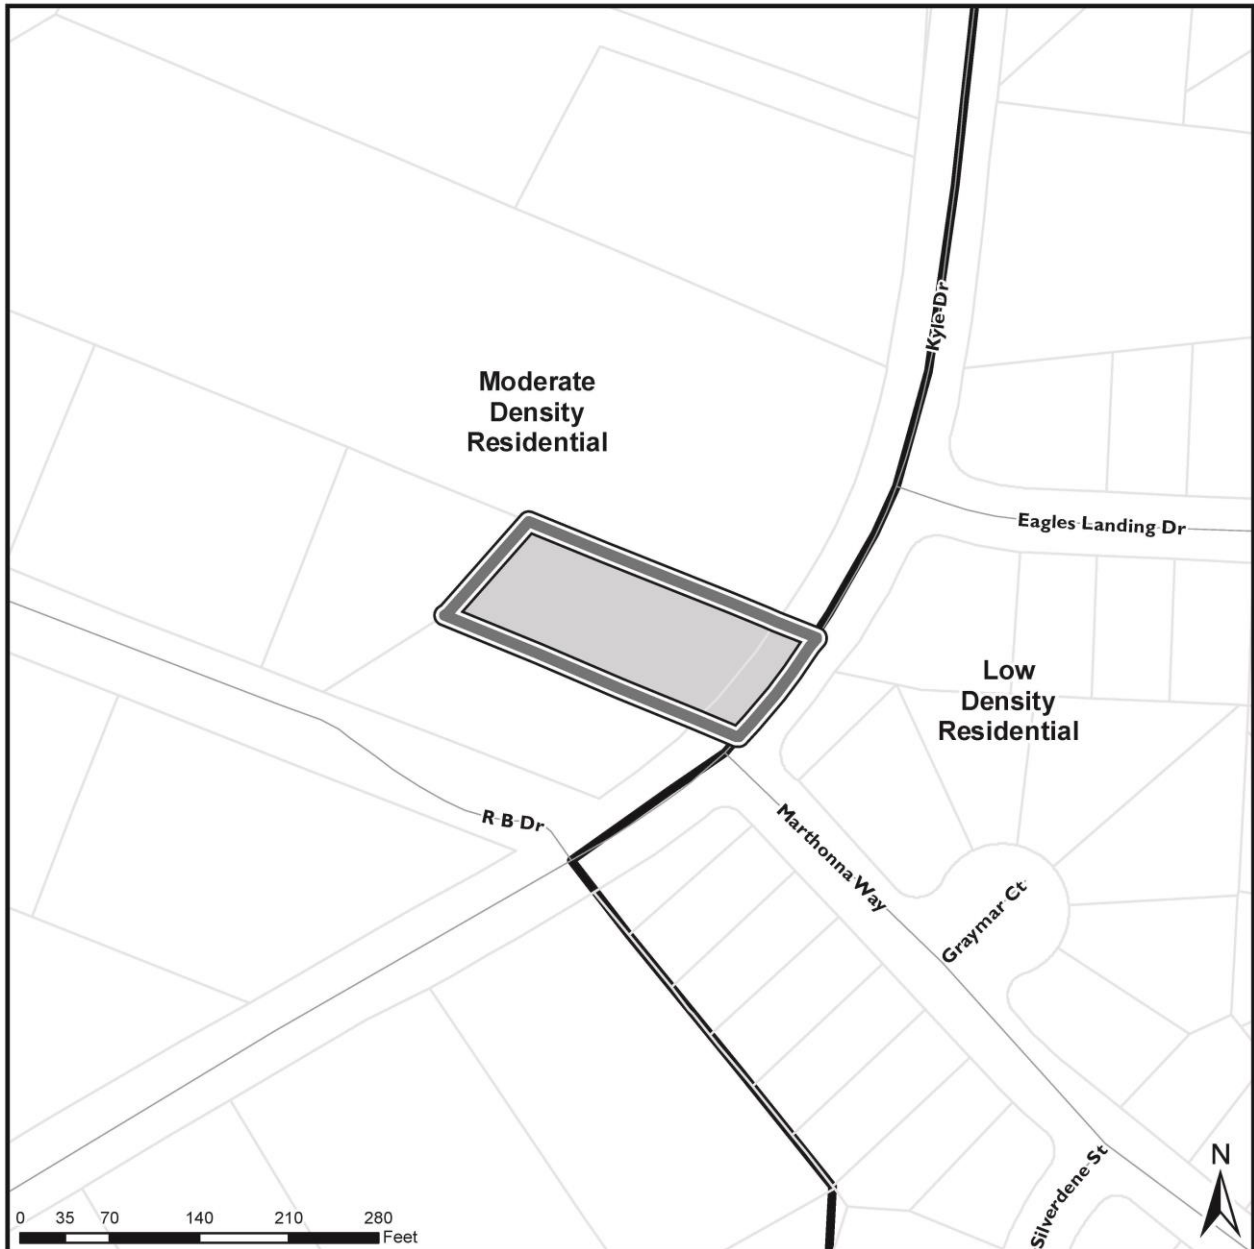 Kyle Dr
Moderate
Density
Residential
Eagles Landing Dr
Low
Density
Residential
R B Dr
Marthonna Way
Graymar Ct
Silverdene St
N
0 35 70 140 210 280
Feet